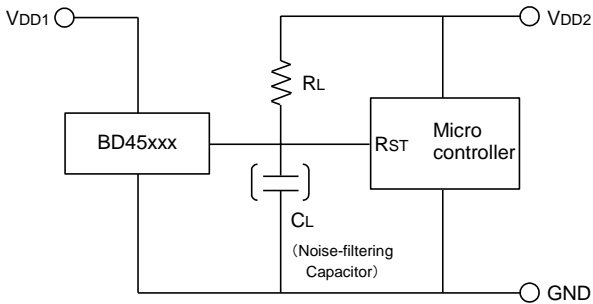 VDD1
VDD2
RL
BD45xxx
RST
Micro
controller
CL
（Noise-filtering
Capacitor）
GND